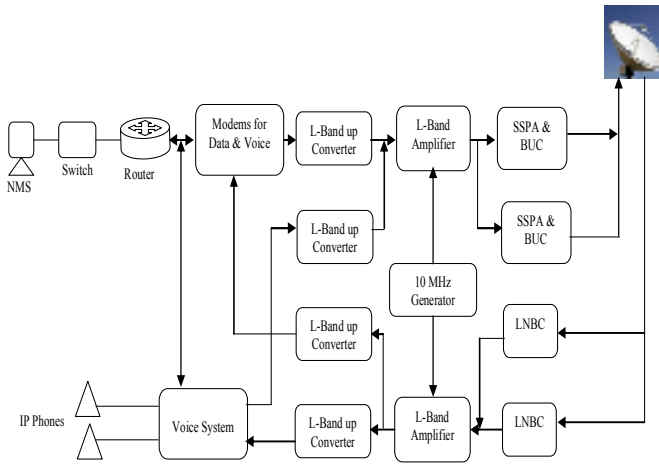 Modems for
Data & Voice
L-Band up
Converter
L-Band
Amplifier
SSPA &
BUC
NMS
Switch
Router
L-Band up
Converter
SSPA &
BUC
10 MHz
Generator
L-Band up
Converter
LNBC
IP Phones
Voice System
L-Band up
Converter
L-Band
Amplifier
LNBC